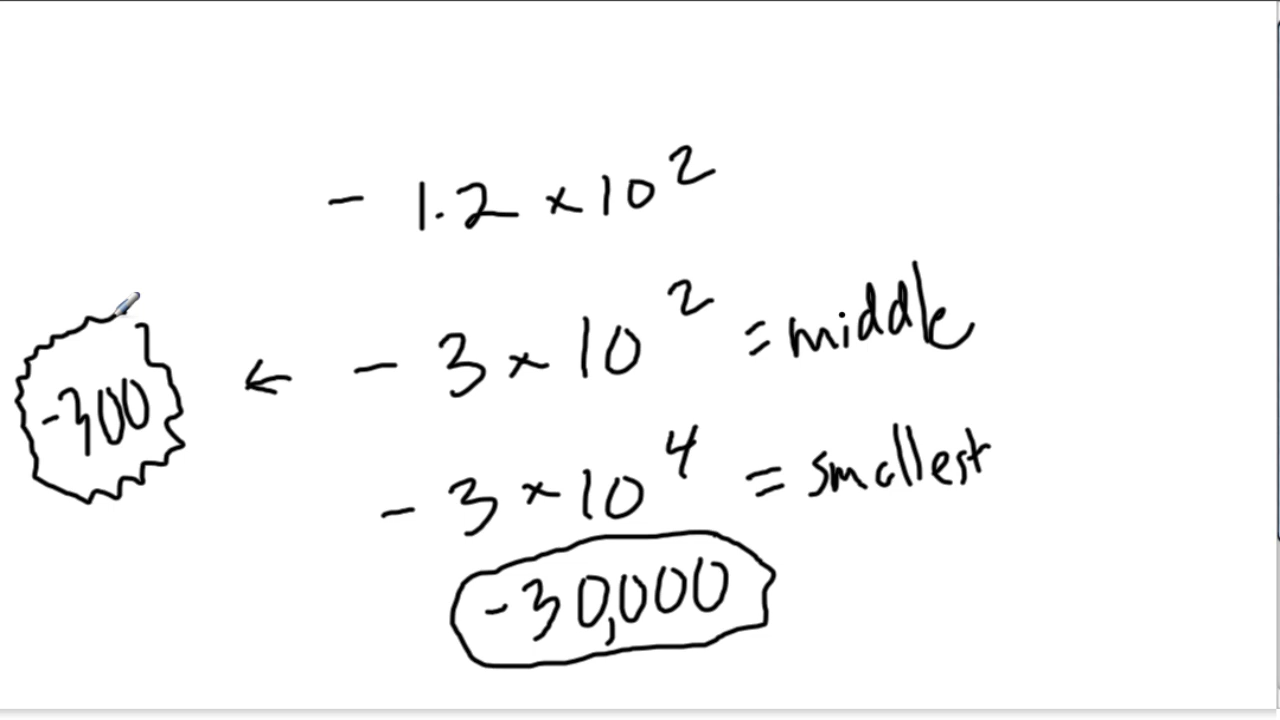 - 1.2 × 10²
-300 ← - 3 × 10² = middle
- 3 × 10⁴ = smallest
-30,000